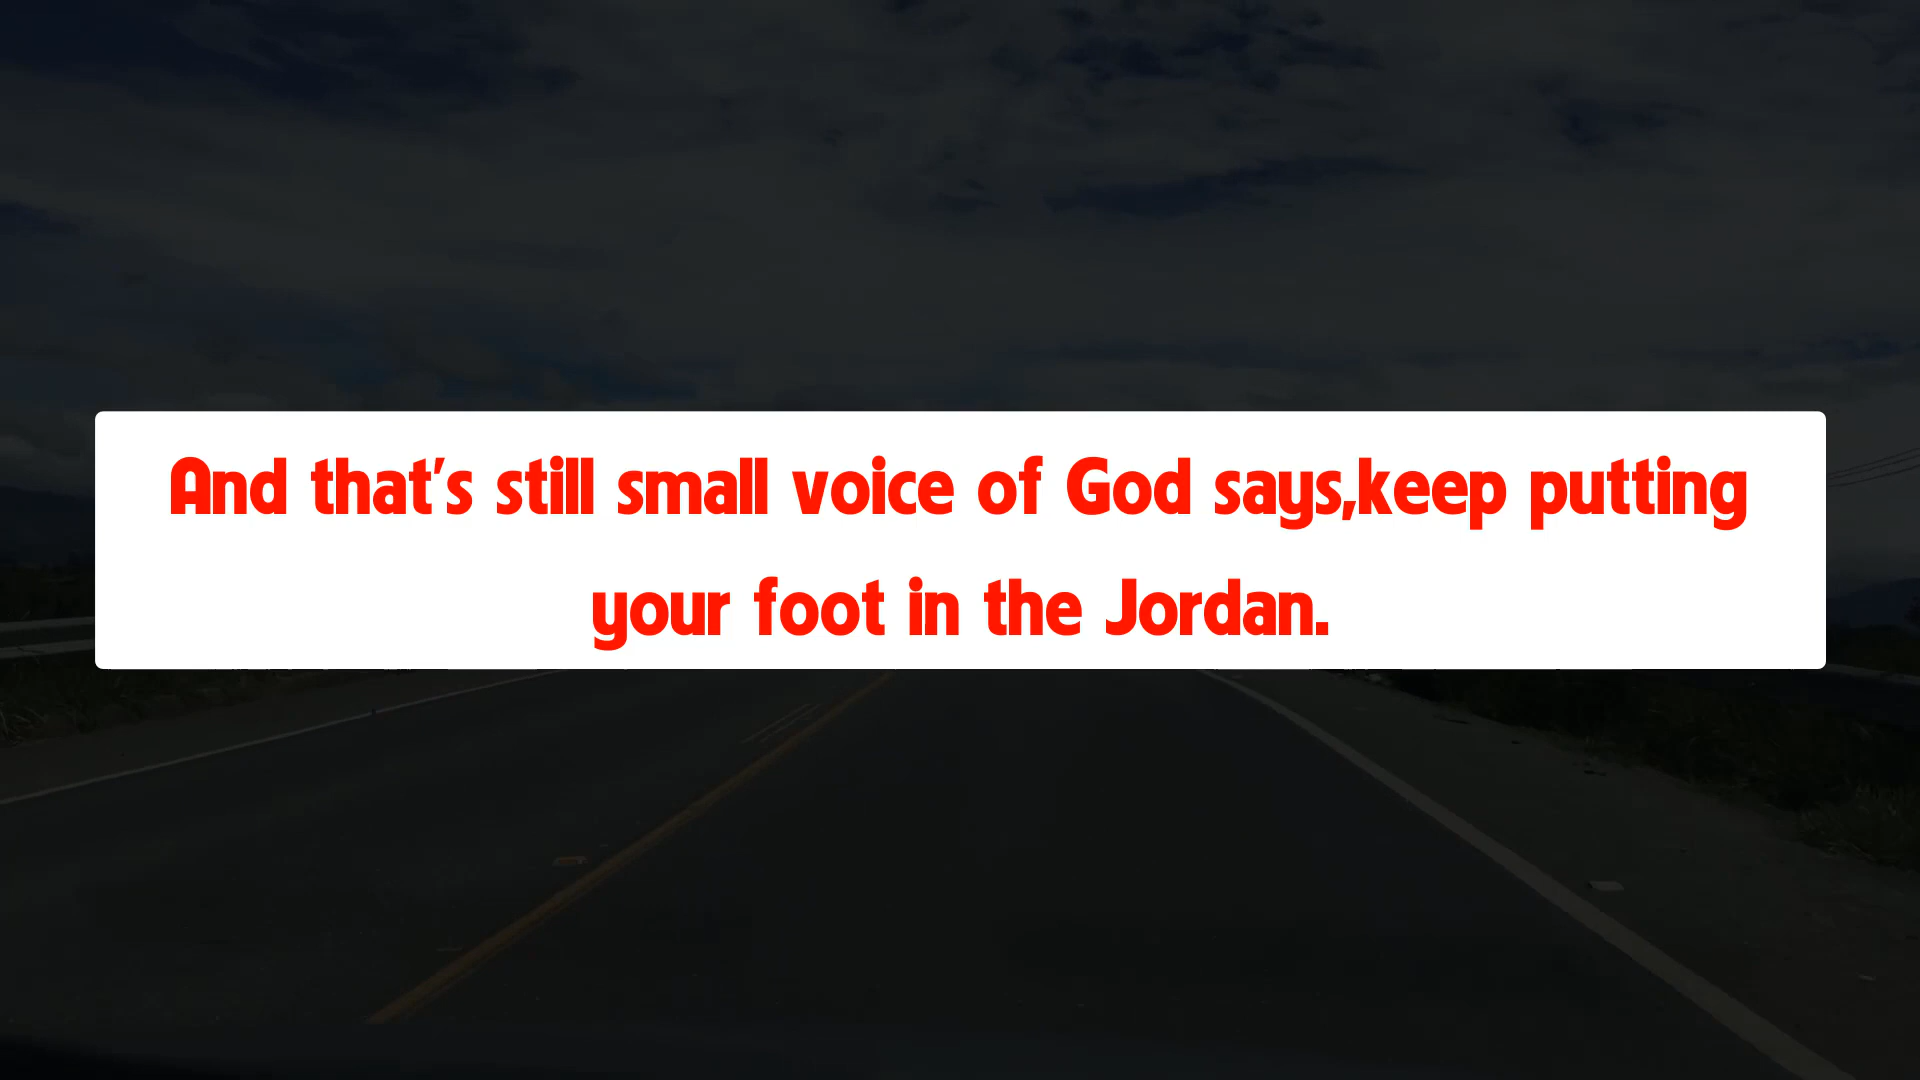 And that's still small voice of God says,keep putting
your foot in the Jordan.